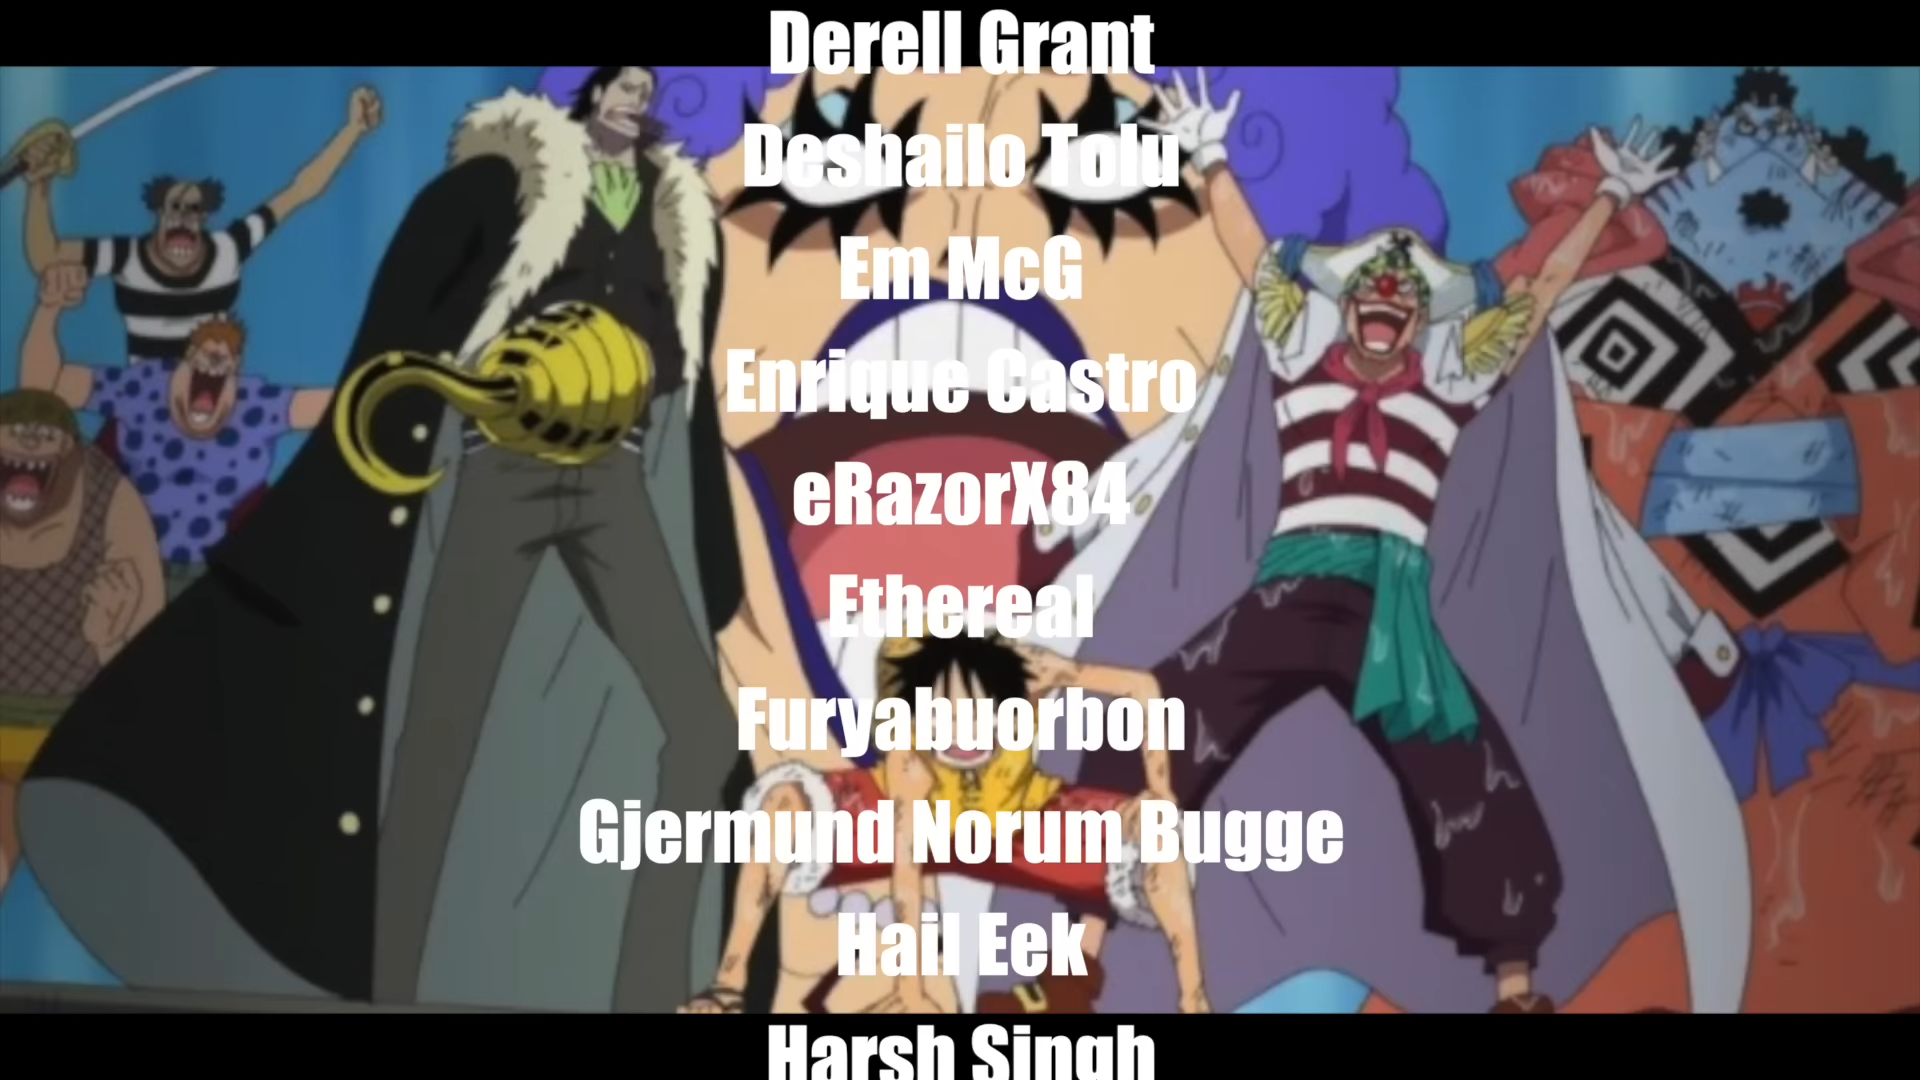 Derell Grant
Deshailo Tolu
Em McG
Enrique Castro
eRazorX84
Ethereal
Furyabuorbon
Gjermund Norum Bugge
Hail Eek
Harsh Singh